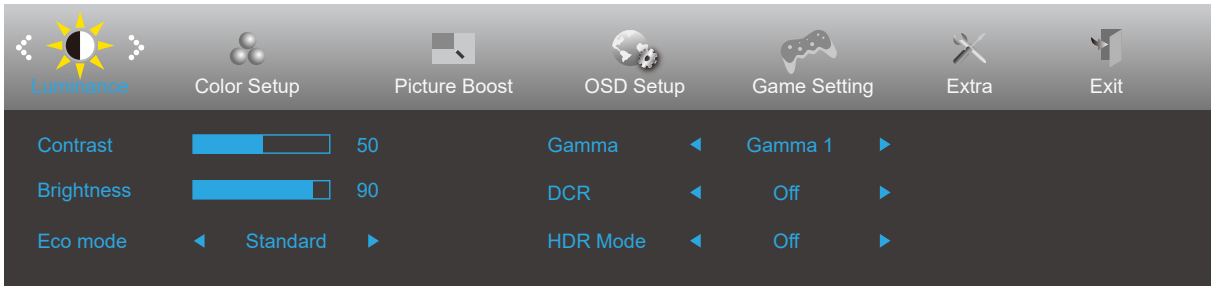 Luminance Color Setup Picture Boost OSD Setup Game Setting Extra Exit
Contrast 50 Gamma Gamma 1
Brightness 90 DCR Off
Eco mode Standard HDR Mode Off